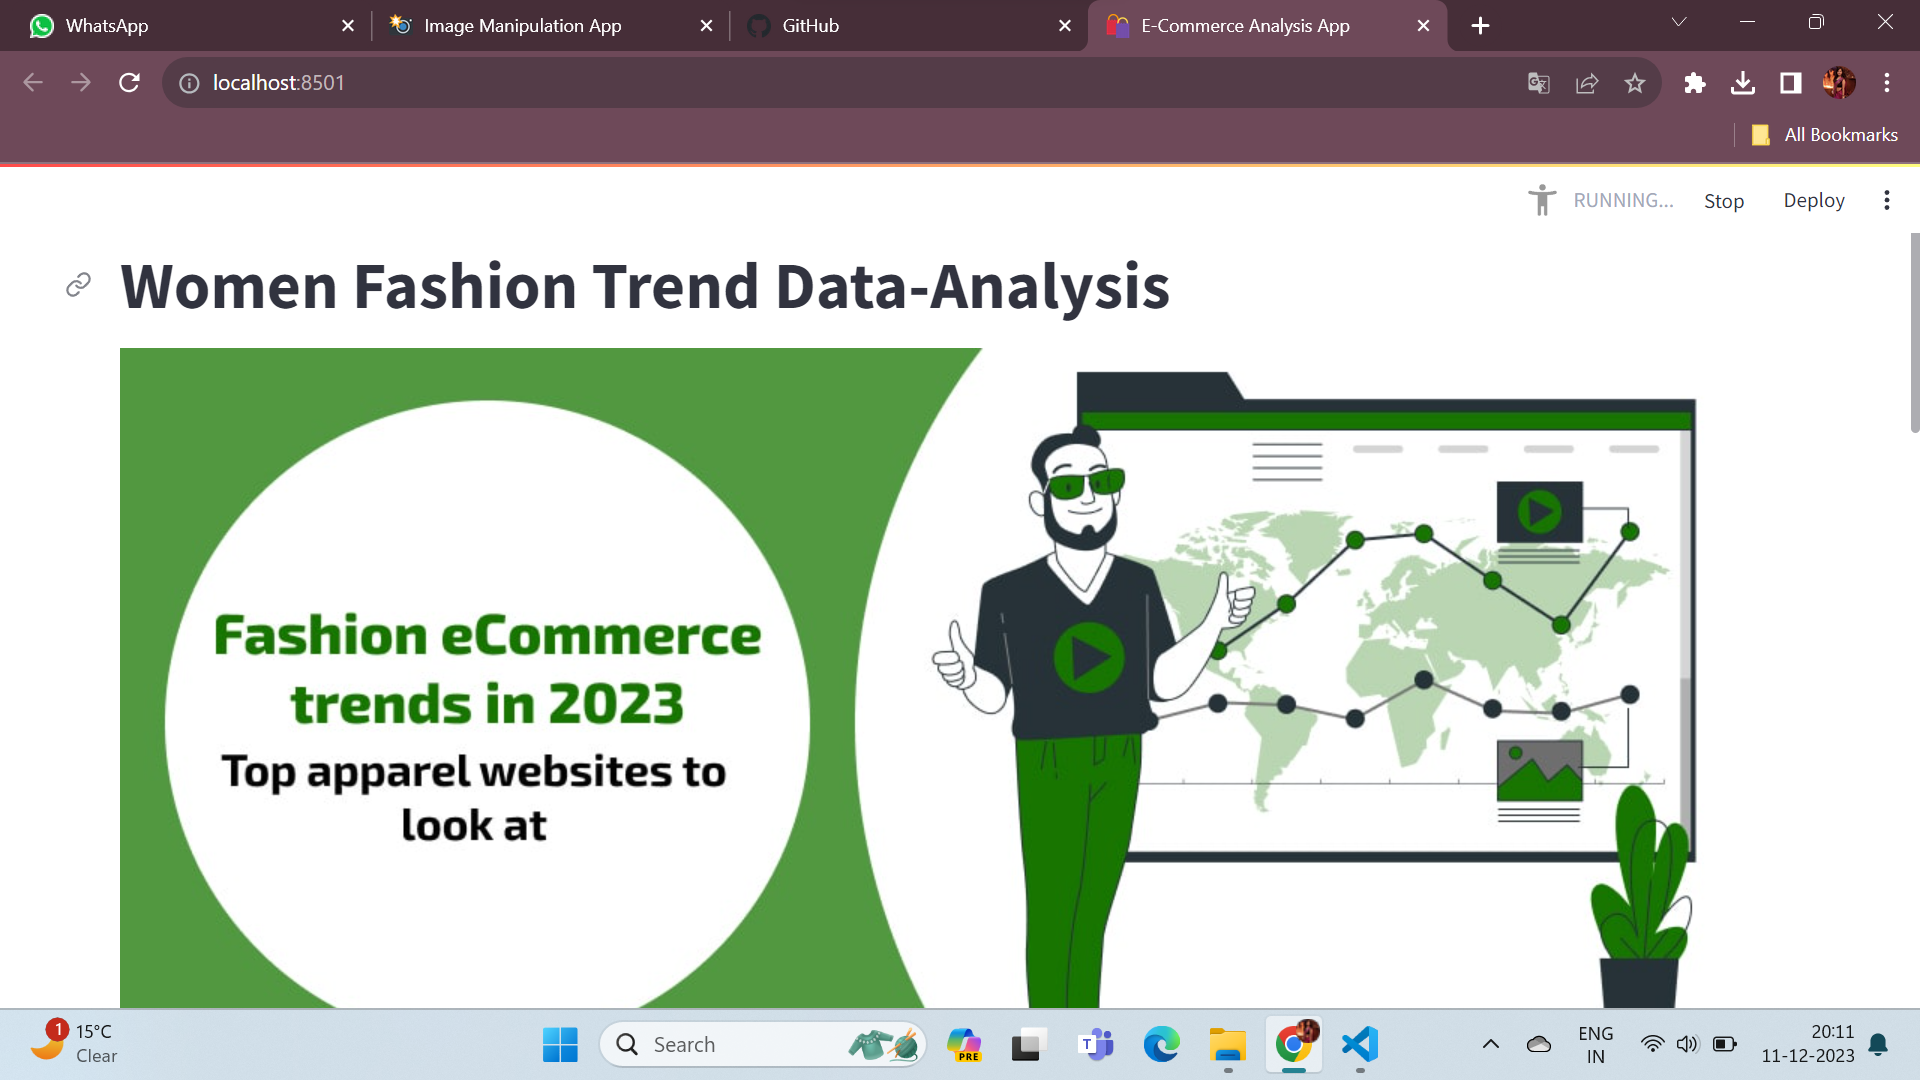 WhatsApp
Image Manipulation App
GitHub
E-Commerce Analysis App
localhost:8501
All Bookmarks
RUNNING...
Stop
Deploy
Women Fashion Trend Data-Analysis
Fashion eCommerce
trends in 2023
Top apparel websites to
look at
1
15°C
Clear
Search
PRE
T
ENG
IN
20:11
11-12-2023